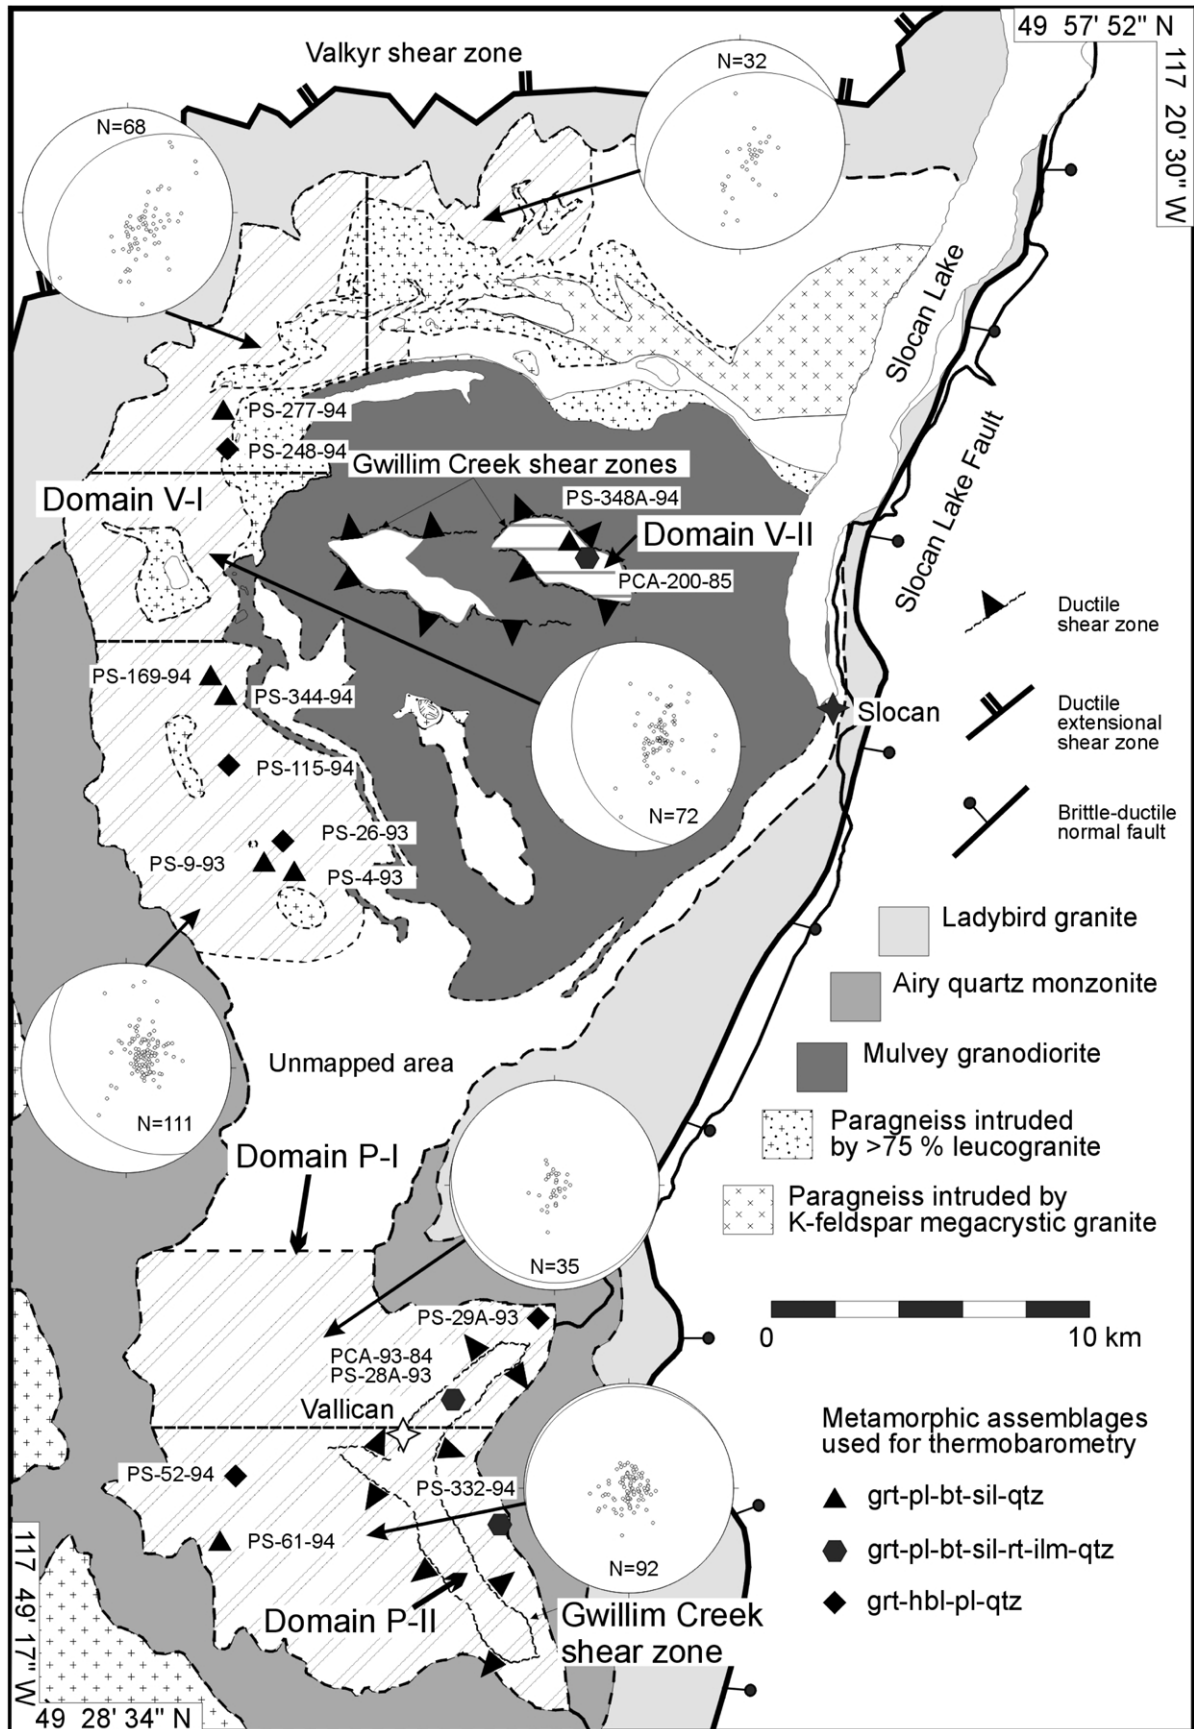 49 57' 52" N
117 20' 30" W
Valkyr shear zone
N=32
N=68
Slocan Lake
PS-277-94
PS-248-94
Gwillim Creek shear zones
PS-348A-94
Domain V-I
Domain V-II
PCA-200-85
Slocan Lake Fault
Ductile
shear zone
PS-169-94
PS-344-94
Slocan
Ductile
extensional
shear zone
PS-115-94
N=72
PS-26-93
PS-9-93
PS-4-93
Brittle-ductile
normal fault
Ladybird granite
Airy quartz monzonite
Mulvey granodiorite
Unmapped area
N=111
Paragneiss intruded
by >75 % leucogranite
Domain P-I
Paragneiss intruded by
K-feldspar megacrystic granite
N=35
PS-29A-93
0 10 km
PCA-93-84
PS-28A-93
Vallican
Metamorphic assemblages
used for thermobarometry
PS-52-94
PS-332-94
grt-pl-bt-sil-qtz
PS-61-94
grt-pl-bt-sil-rt-ilm-qtz
N=92
grt-hbl-pl-qtz
Domain P-II
Gwillim Creek
shear zone
117 49' 17" W
49 28' 34" N